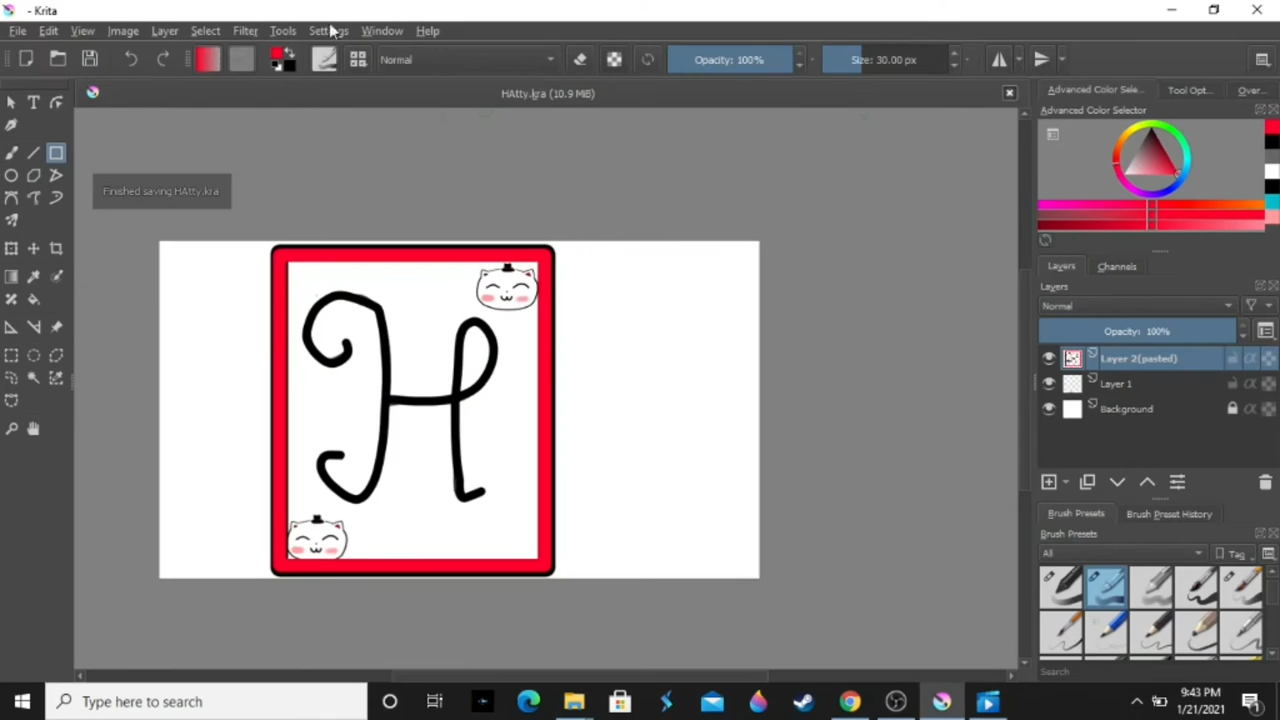 - Krita
File Edit View Image Layer Select Filter Tools Settings Window Help
Normal Opacity: 100% Size: 30.00 px
HAtty.kra (10.9 MiB)
Advanced Color Sele... Tool Opt... Over...
Advanced Color Selector
Finished saving HAtty.kra
H
Layers Channels
Layers
Normal
Opacity: 100%
Layer 2(pasted)
Layer 1
Background
Brush Presets Brush Preset History
Brush Presets
All Tag
Search
Type here to search
9:43 PM
1/21/2021